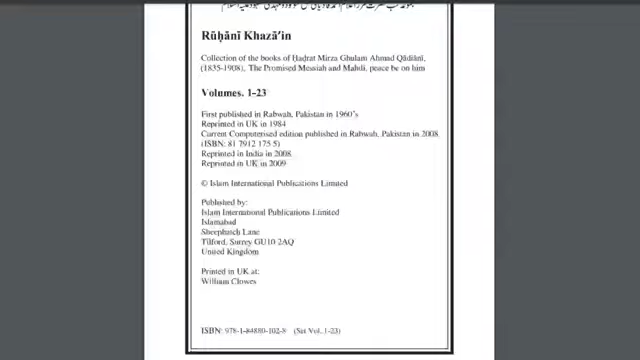 Rūḥānī Khazā'in
Collection of the books of Ḥaḍrat Mirza Ghulam Ahmad Qādiānī,
(1835-1908), The Promised Messiah and Mahdi, peace be on him
Volumes. 1-23
First published in Rabwah, Pakistan in 1960's
Reprinted in UK in 1984
Current Computerised edition published in Rabwah, Pakistan in 2008
(ISBN: 81 7912 175 5)
Reprinted in India in 2008
Reprinted in UK in 2009
© Islam International Publications Limited
Published by:
Islam International Publications Limited
Islamabad
Sheephatch Lane
Tilford, Surrey GU10 2AQ
United Kingdom
Printed in UK at:
William Clowes
ISBN: 978-1-84880-102-8 (Set Vol. 1-23)